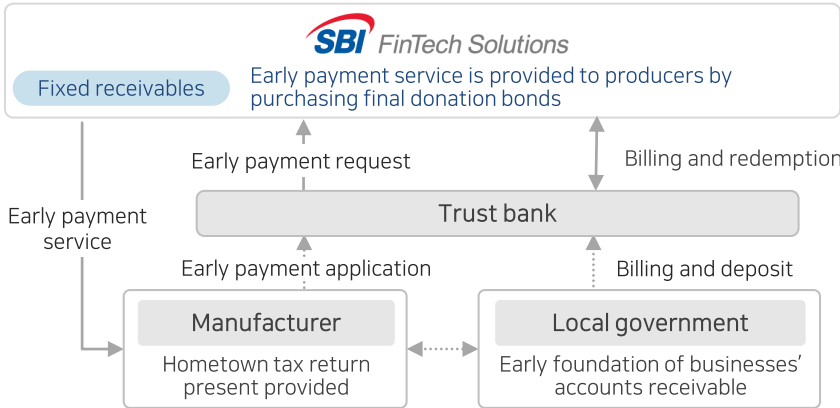 SBI FinTech Solutions
Fixed receivables
Early payment service is provided to producers by
purchasing final donation bonds
Early payment request
Billing and redemption
Early payment
service
Trust bank
Early payment application
Billing and deposit
Manufacturer
Hometown tax return
present provided
Local government
Early foundation of businesses’
accounts receivable